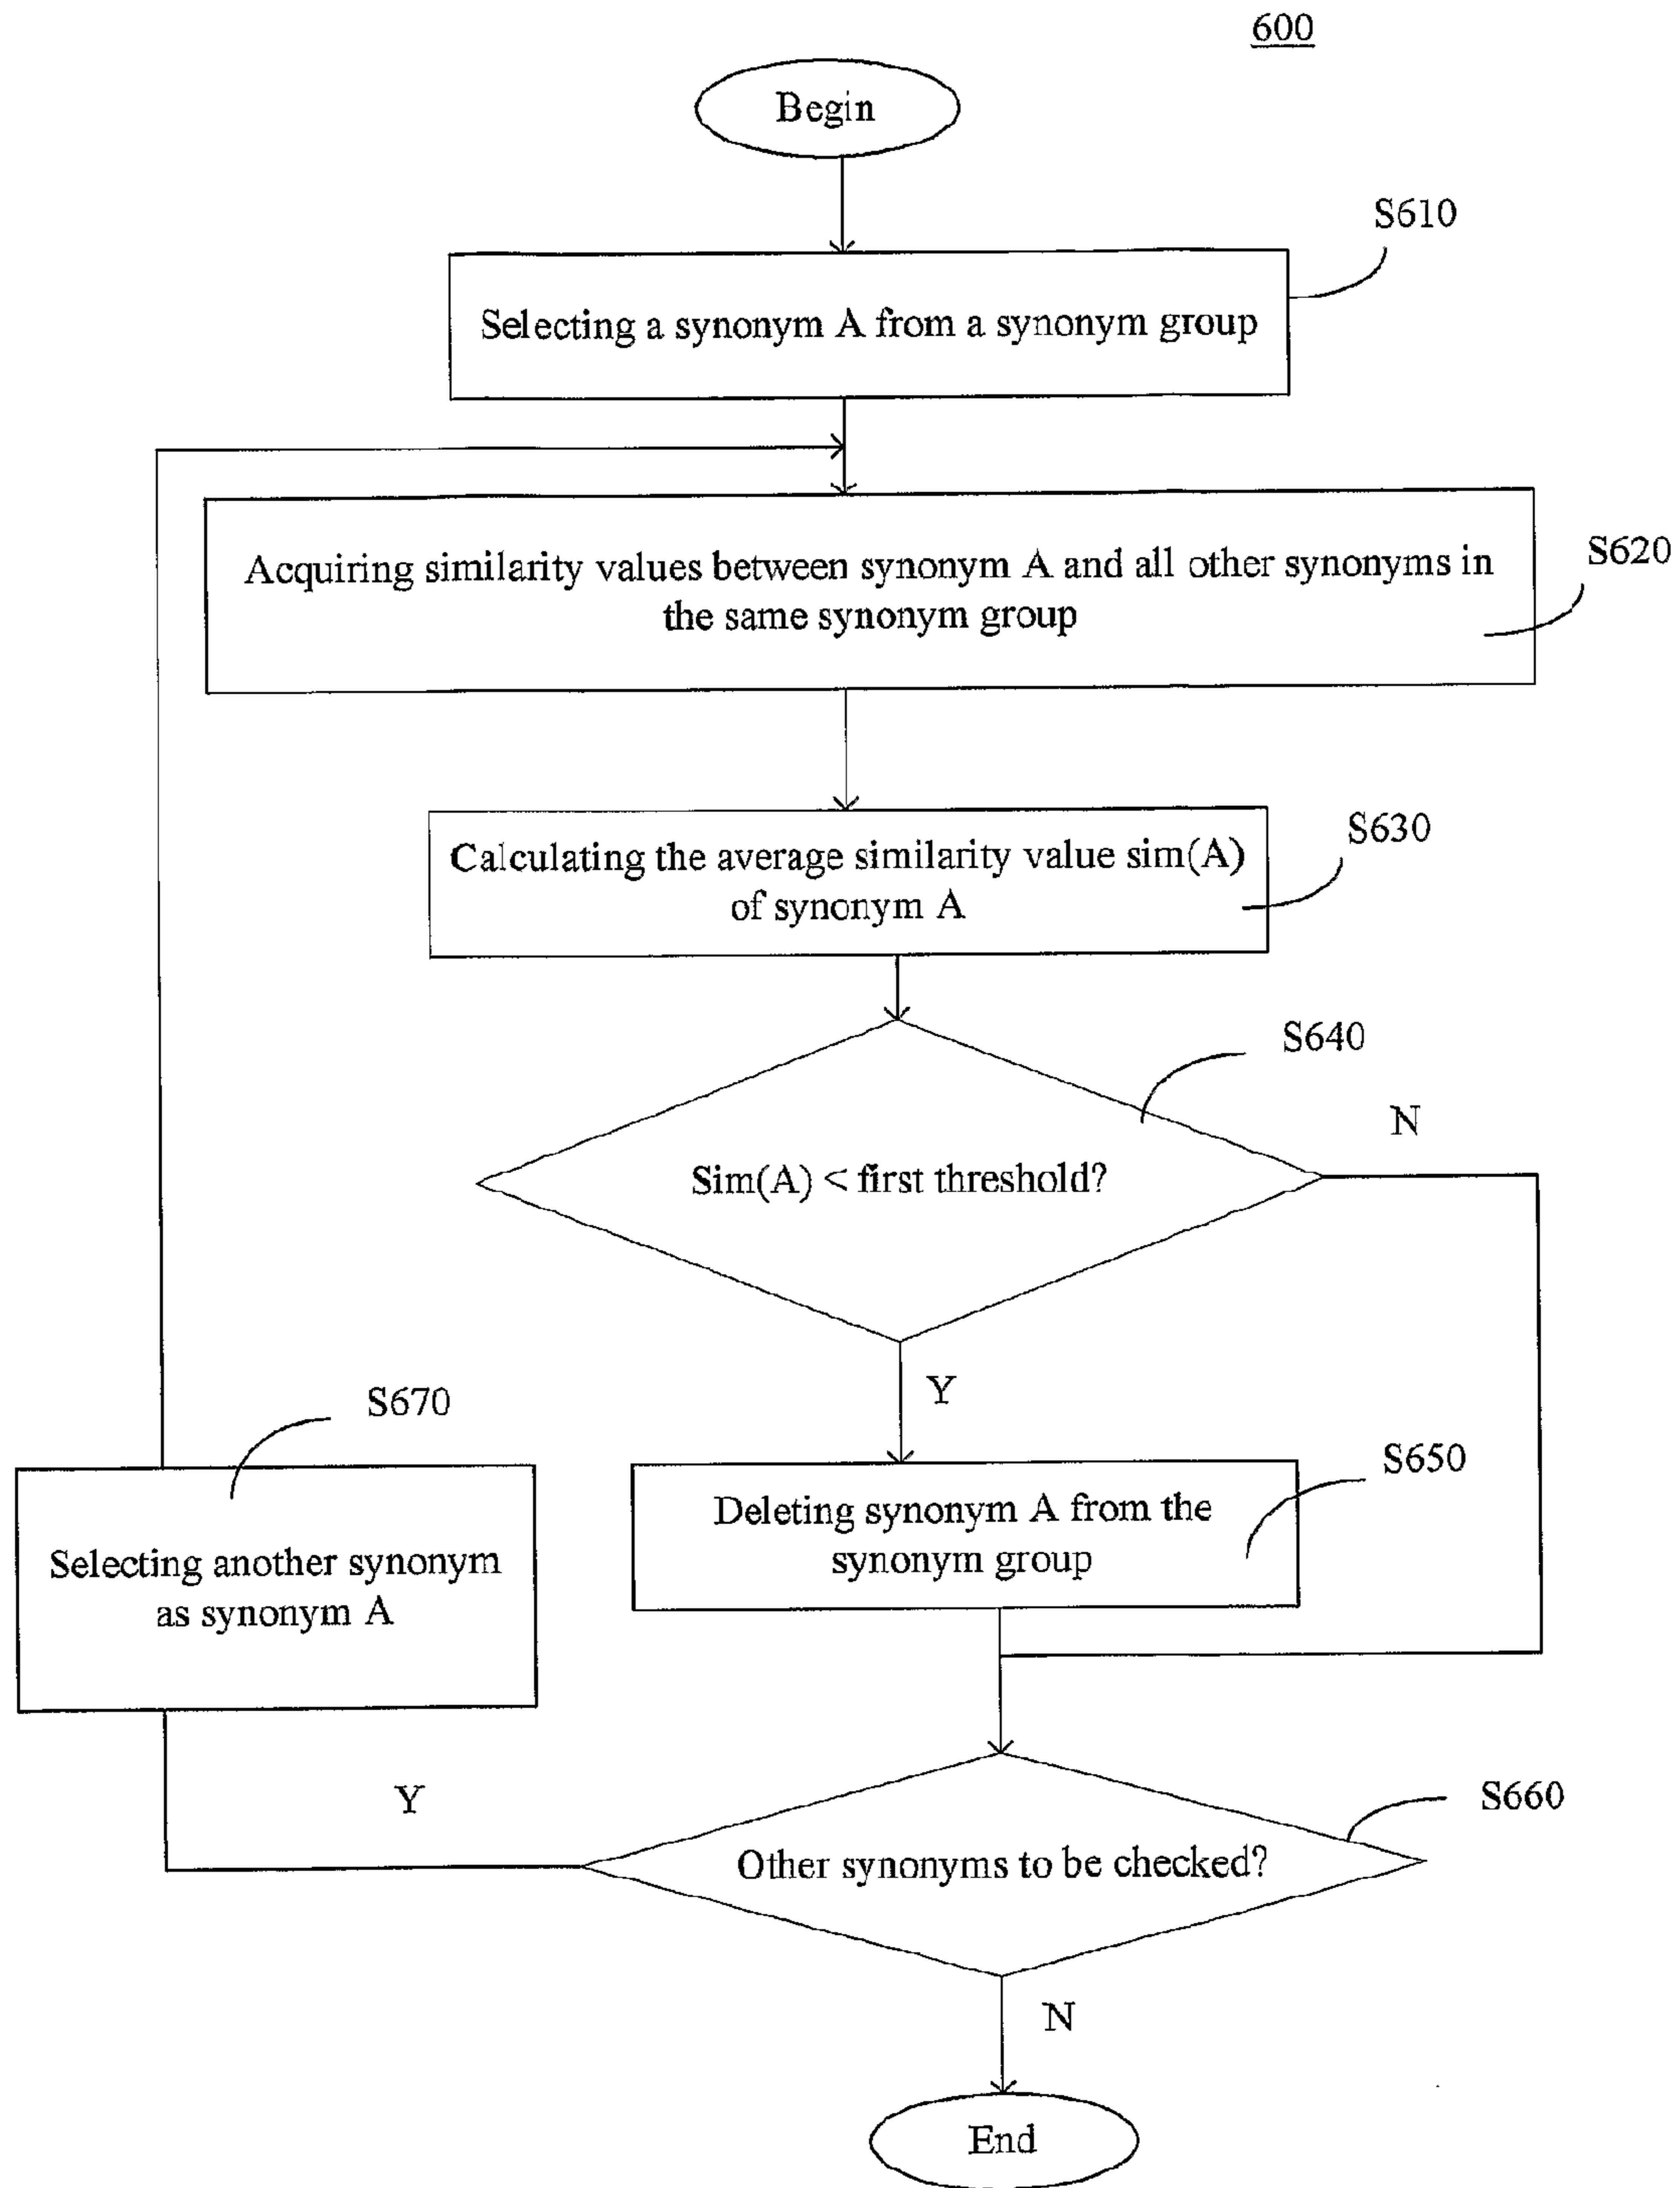 600
Begin
S610
Selecting a synonym A from a synonym group
S620
Acquiring similarity values between synonym A and all other synonyms in
the same synonym group
S630
Calculating the average similarity value sim(A)
of synonym A
S640
N
Sim(A) < first threshold?
Y
S670
S650
Deleting synonym A from the
synonym group
Selecting another synonym
as synonym A
Y
S660
Other synonyms to be checked?
N
End